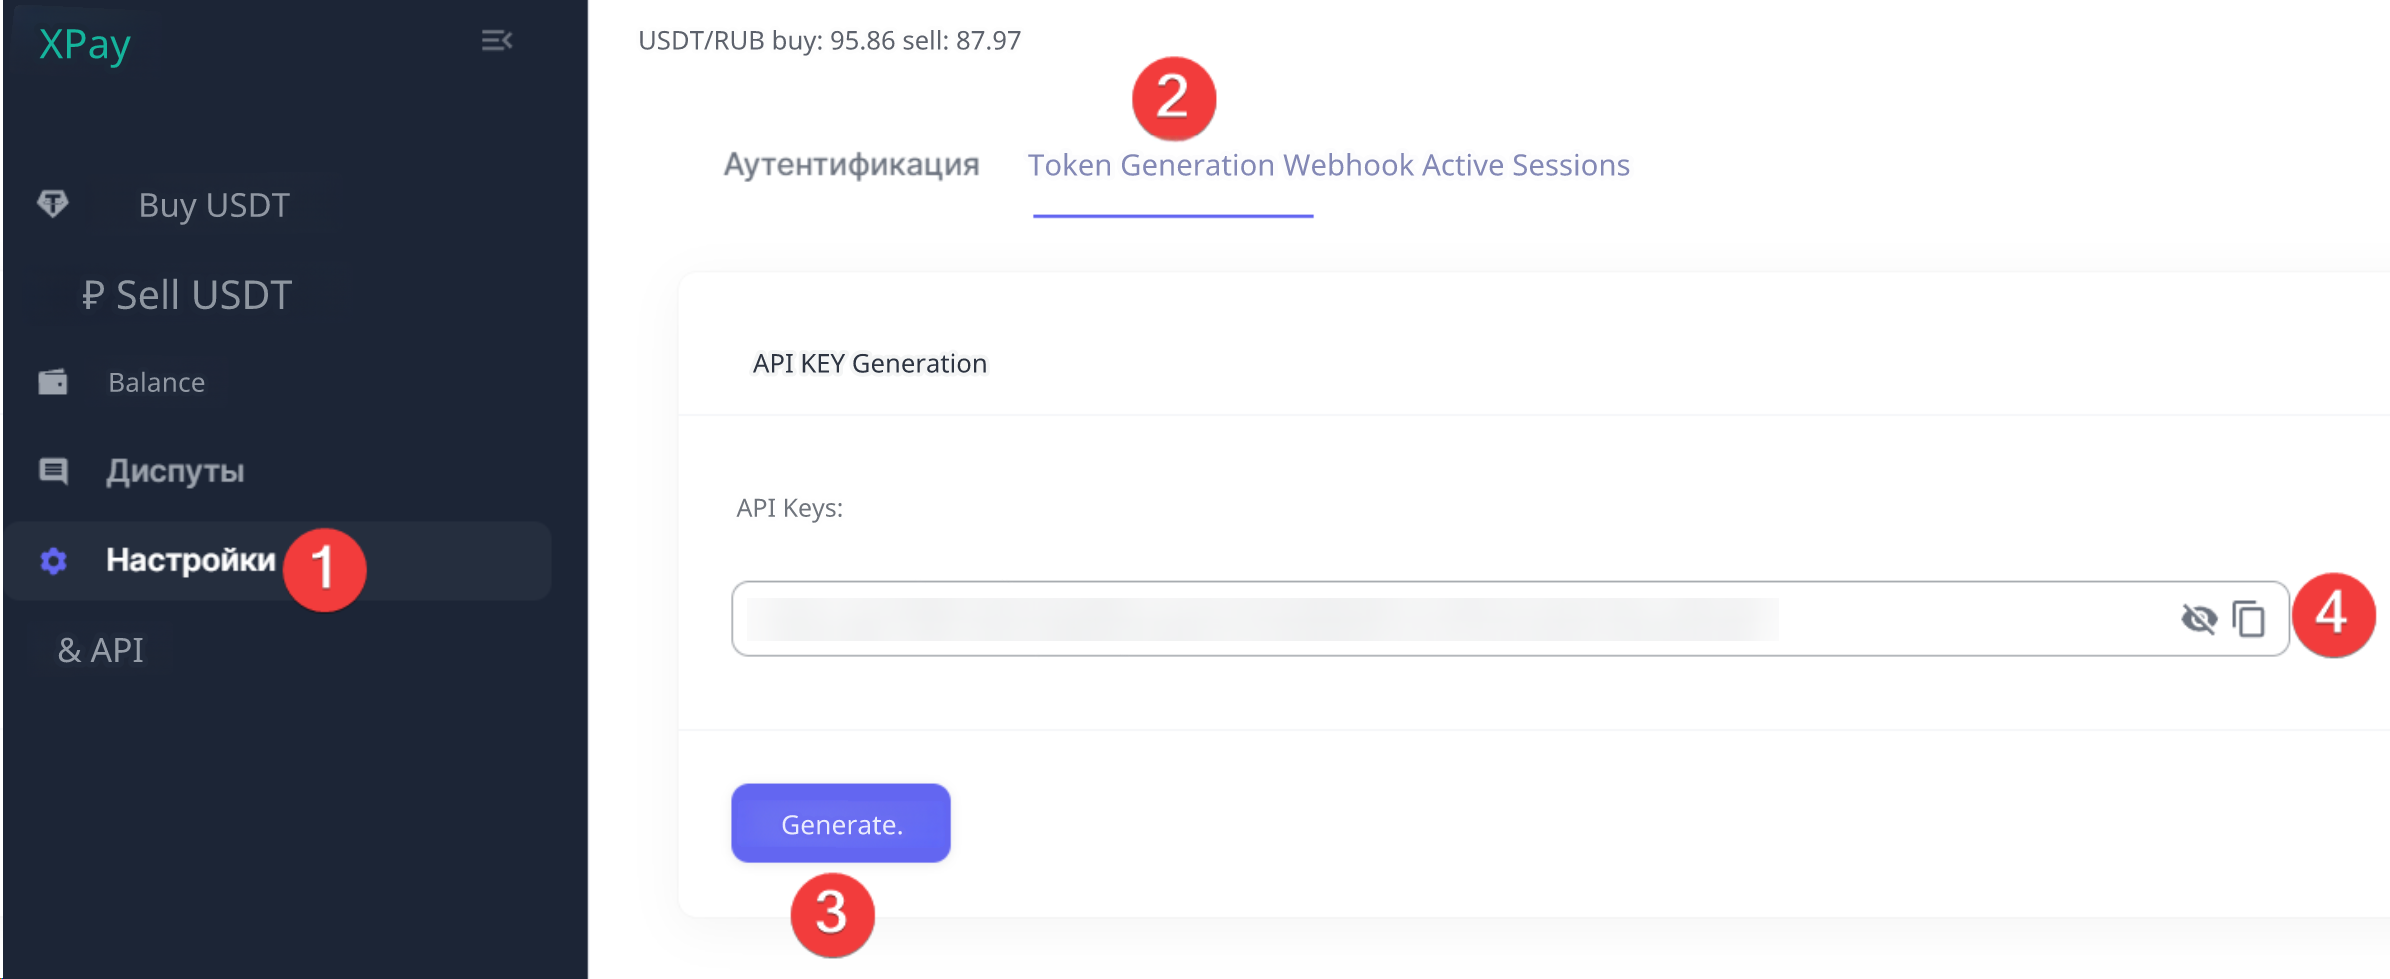 XPay
USDT/RUB buy: 95.86 sell: 87.97
2
Аутентификация
Token Generation Webhook Active Sessions
Buy USDT
₽ Sell USDT
Balance
Диспуты
Настройки
1
& API
API KEY Generation
API Keys:
4
Generate.
3